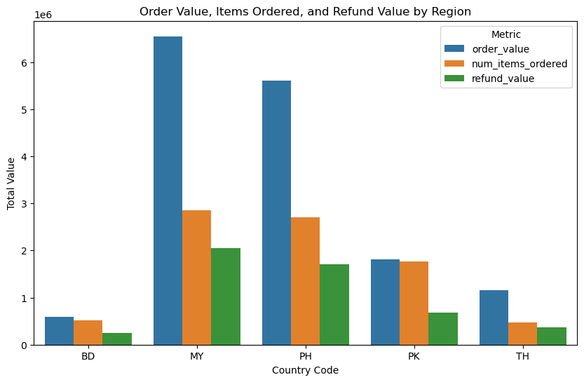 Order Value, Items Ordered, and Refund Value by Region
1e6
Metric
order_value
num_items_ordered
refund_value
Total Value
6
5
4
3
2
1
0
BD MY PH PK TH
Country Code